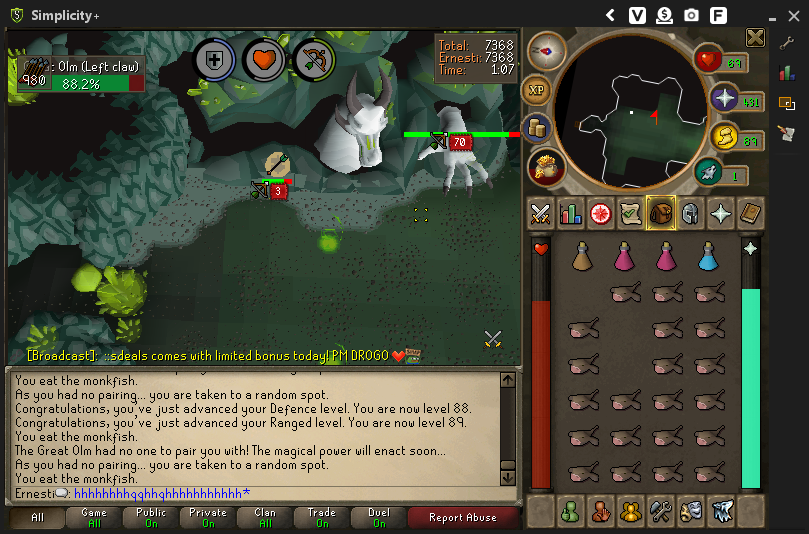 Simplicity+
V
F
: Olm (Left claw)
980
88.2%
Total: 7368
Ernesti: 7368
Time: 1:07
70
3
69
XP
431
89
1
[Broadcast]: ::sdeals comes with limited bonus today! PM DROGO
You eat the monkfish.
As you had no pairing... you are taken to a random spot.
Congratulations, you've just advanced your Defence level. You are now level 88.
Congratulations, you've just advanced your Ranged level. You are now level 89.
You eat the monkfish.
The Great Olm had no one to pair you with! The magical power will enact soon...
As you had no pairing... you are taken to a random spot.
You eat the monkfish.
All
Game All
Public On
Private On
Clan All
Trade On
Duel On
Report Abuse